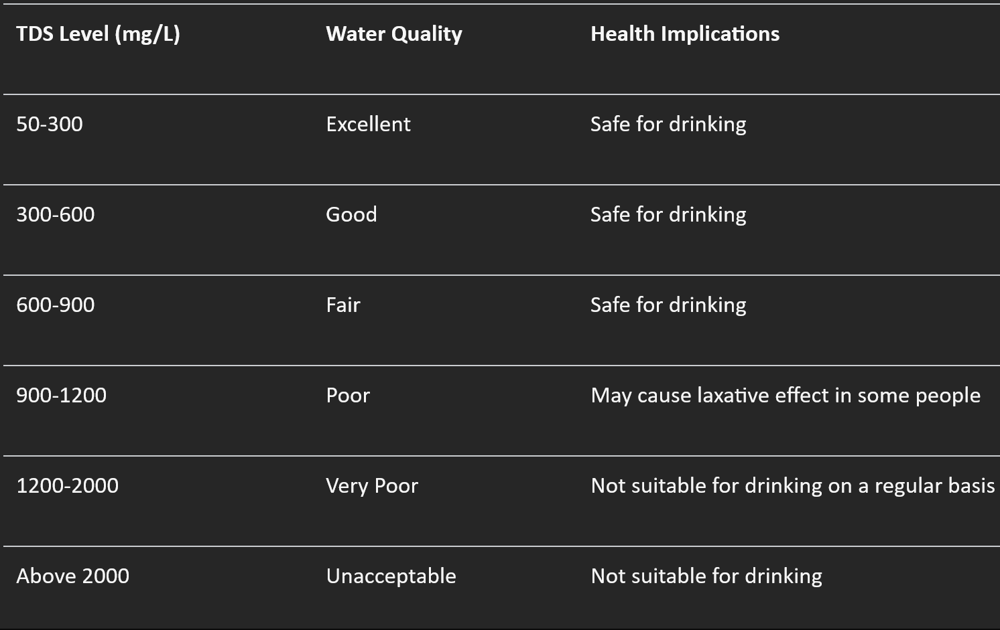 TDS Level (mg/L) Water Quality Health Implications
50-300 Excellent Safe for drinking
300-600 Good Safe for drinking
600-900 Fair Safe for drinking
900-1200 Poor May cause laxative effect in some people
1200-2000 Very Poor Not suitable for drinking on a regular basis
Above 2000 Unacceptable Not suitable for drinking